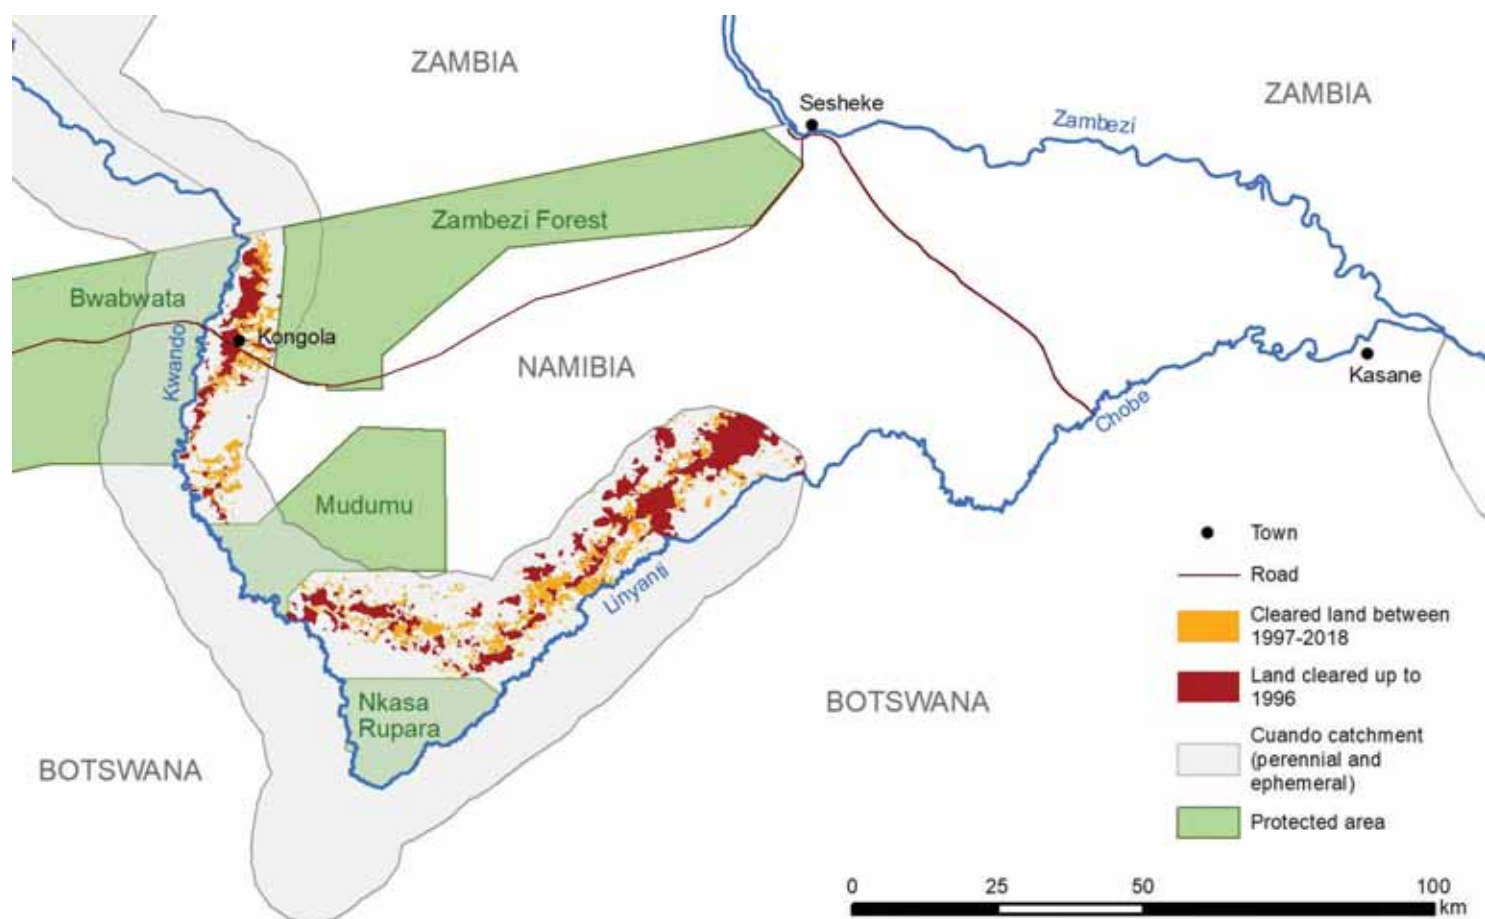 ZAMBIA
ZAMBIA
Sesheke
Zambezi
Zambezi Forest
Bwabwata
Kongola
Kwando
NAMIBIA
Kasane
Chobe
Mudumu
Linyanti
Nkasa
Rupara
BOTSWANA
BOTSWANA
Town
Road
Cleared land between
1997-2018
Land cleared up to
1996
Cuando catchment
(perennial and
ephemeral)
Protected area
0 25 50 100
km